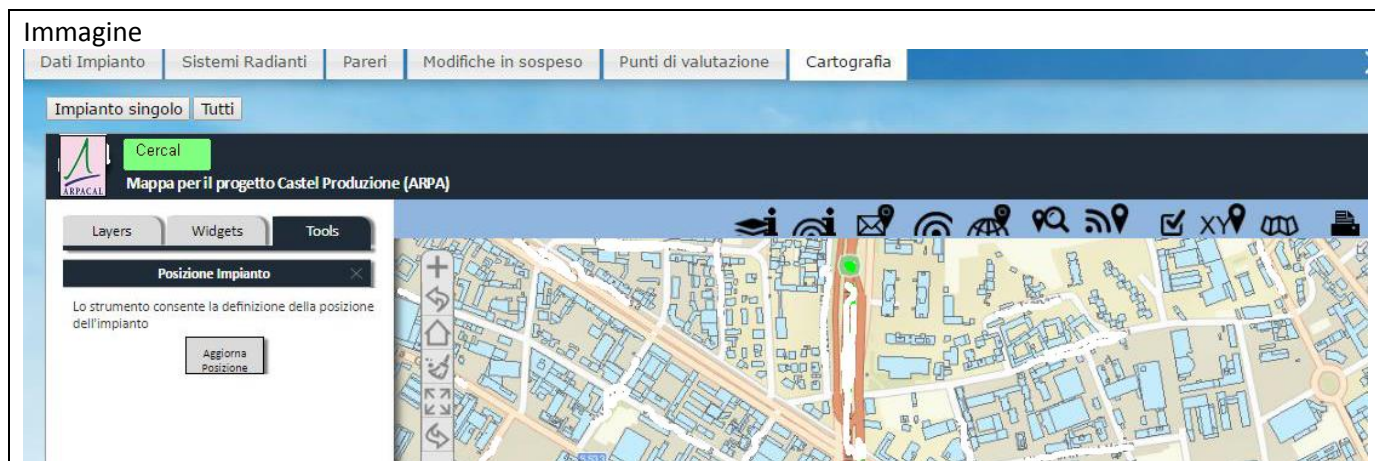 Immagine
Dati Impianto Sistemi Radianti Pareri Modifiche in sospeso Punti di valutazione Cartografia
Impianto singolo Tutti
ARPACAL
Cercal
Mappa per il progetto Castel Produzione (ARPA)
Layers Widgets Tools
XY
Posizione Impianto
Lo strumento consente la definizione della posizione
dell'impianto
Aggiorna
Posizione